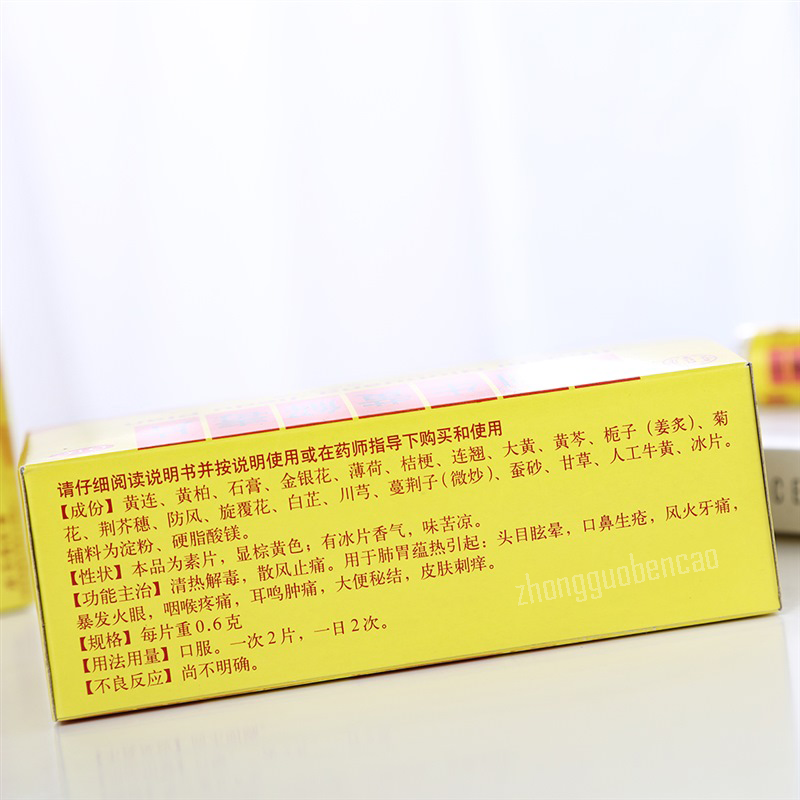 请仔细阅读说明书并按说明使用或在药师指导下购买和使用
【成份】黄连、黄柏、石膏、金银花、薄荷、桔梗、连翘、大黄、黄芩、栀子（姜炙）、菊
花、荆芥穗、防风、旋覆花、白芷、川芎、蔓荆子（微炒）、蚕砂、甘草、人工牛黄、冰片。
辅料为淀粉、硬脂酸镁。
【性状】本品为素片，显棕黄色；有冰片香气，味苦凉。
【功能主治】清热解毒，散风止痛。用于肺胃蕴热引起：头目眩晕，口鼻生疮，风火牙痛，
暴发火眼，咽喉疼痛，耳鸣肿痛，大便秘结，皮肤刺痒。
【规格】每片重0.6克
【用法用量】口服。一次2片，一日2次。
【不良反应】尚不明确。
zhongguobencao